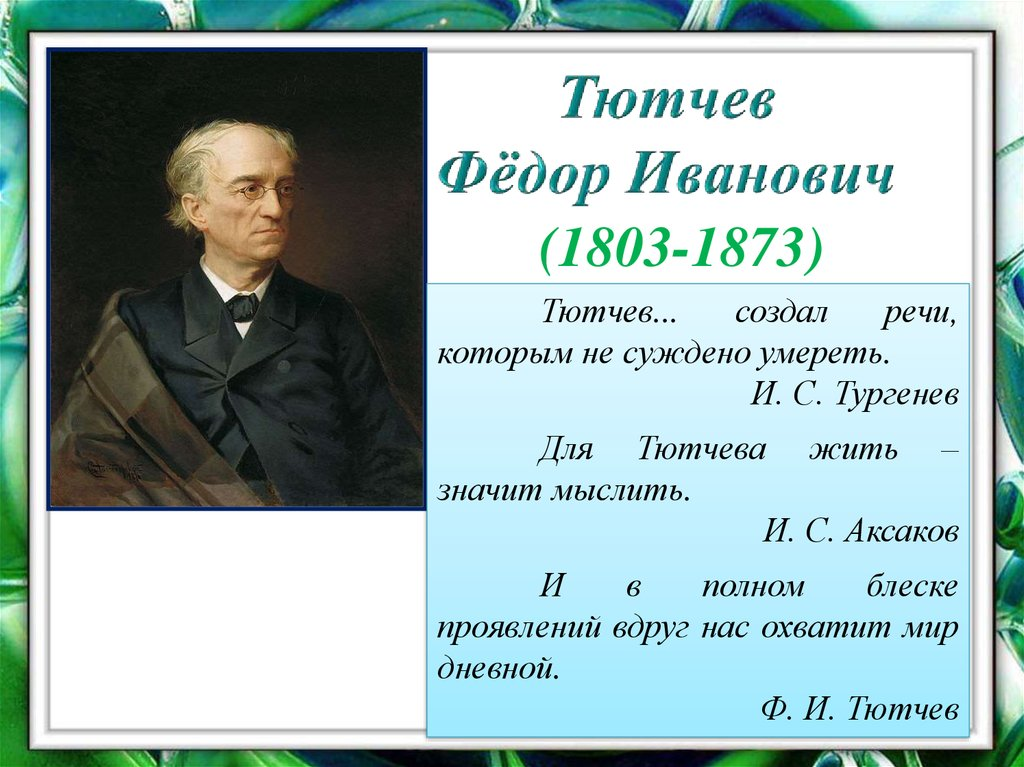 Тютчев
Фёдор Иванович
(1803-1873)
Тютчев... создал речи,
которым не суждено умереть.
И. С. Тургенев
Для Тютчева жить –
значит мыслить.
И. С. Аксаков
И в полном блеске
проявлений вдруг нас охватит мир
дневной.
Ф. И. Тютчев